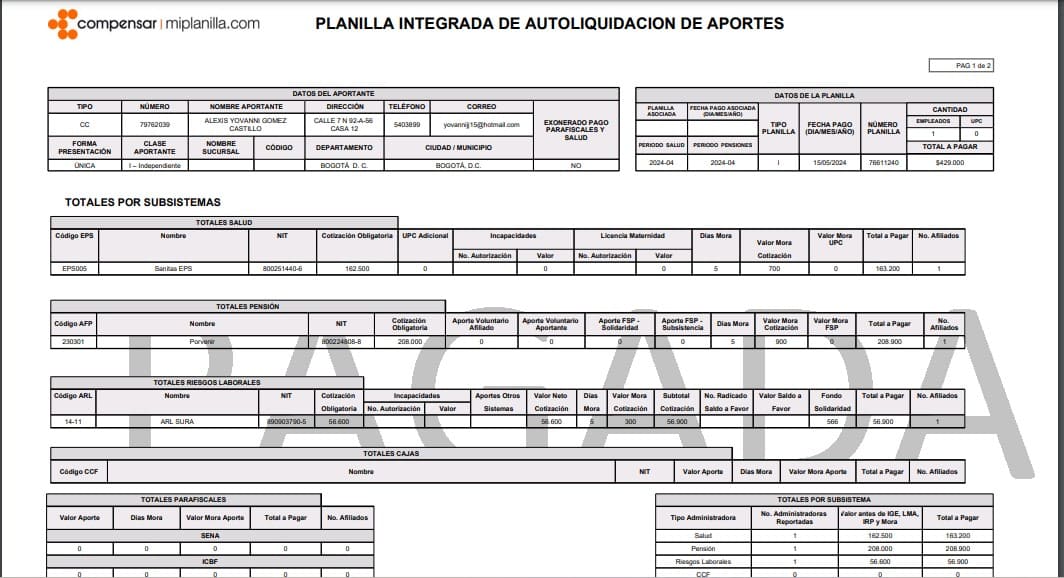 compensar | miplanilla.com
PLANILLA INTEGRADA DE AUTOLIQUIDACION DE APORTES
PAG 1 de 2
DATOS DEL APORTANTE
TIPO NÚMERO NOMBRE APORTANTE DIRECCIÓN TELÉFONO CORREO EXONERADO PAGO PARAFISCALES Y SALUD
CC 79762039 ALEXIS YOVANNI GOMEZ CASTILLO CALLE 7 N 92-A-56 CASA 12 5403899 yovannijj15@hotmail.com
FORMA PRESENTACIÓN CLASE APORTANTE NOMBRE SUCURSAL CÓDIGO DEPARTAMENTO CIUDAD / MUNICIPIO
ÚNICA I – Independiente BOGOTÁ D. C. BOGOTÁ, D.C. NO
DATOS DE LA PLANILLA
PLANILLA ASOCIADA FECHA PAGO ASOCIADA (DIA/MES/AÑO) TIPO PLANILLA FECHA PAGO (DIA/MES/AÑO) NÚMERO PLANILLA CANTIDAD
EMPLEADOS UPC
1 0
PERIODO SALUD PERIODO PENSIONES TOTAL A PAGAR
2024-04 2024-04 I 15/05/2024 76611240 $429.000
TOTALES POR SUBSISTEMAS
TOTALES SALUD
Código EPS Nombre NIT Cotización Obligatoria UPC Adicional Incapacidades Licencia Maternidad Días Mora Valor Mora Cotización Valor Mora UPC Total a Pagar No. Afiliados
No. Autorización Valor No. Autorización Valor
EPS005 Sanitas EPS 800251440-6 162.500 0 0 0 5 700 0 163.200 1
TOTALES PENSIÓN
Código AFP Nombre NIT Cotización Obligatoria Aporte Voluntario Afiliado Aporte Voluntario Aportante Aporte FSP - Solidaridad Aporte FSP - Subsistencia Días Mora Valor Mora Cotización Valor Mora FSP Total a Pagar No. Afiliados
230301 Porvenir 800224808-8 208.000 0 0 0 0 5 900 0 208.900 1
PAGADA
TOTALES RIESGOS LABORALES
Código ARL Nombre NIT Cotización Obligatoria Incapacidades Aportes Otros Sistemas Valor Neto Cotización Días Mora Valor Mora Cotización Subtotal Cotización No. Radicado Saldo a Favor Valor Saldo a Favor Fondo Solidaridad Total a Pagar No. Afiliados
No. Autorización Valor
14-11 ARL SURA 890903790-5 56.600 56.600 5 300 56.900 566 56.900 1
TOTALES CAJAS
Código CCF Nombre NIT Valor Aporte Días Mora Valor Mora Aporte Total a Pagar No. Afiliados
TOTALES PARAFISCALES
Valor Aporte Días Mora Valor Mora Aporte Total a Pagar No. Afiliados
SENA
0 0 0 0 0
ICBF
0 0 0 0 0
TOTALES POR SUBSISTEMA
Tipo Administradora No. Administradoras Reportadas Valor antes de IGE, LMA, IRP y Mora Total a Pagar
Salud 1 162.500 163.200
Pensión 1 208.000 208.900
Riesgos Laborales 1 56.600 56.900
CCF 0 0 0